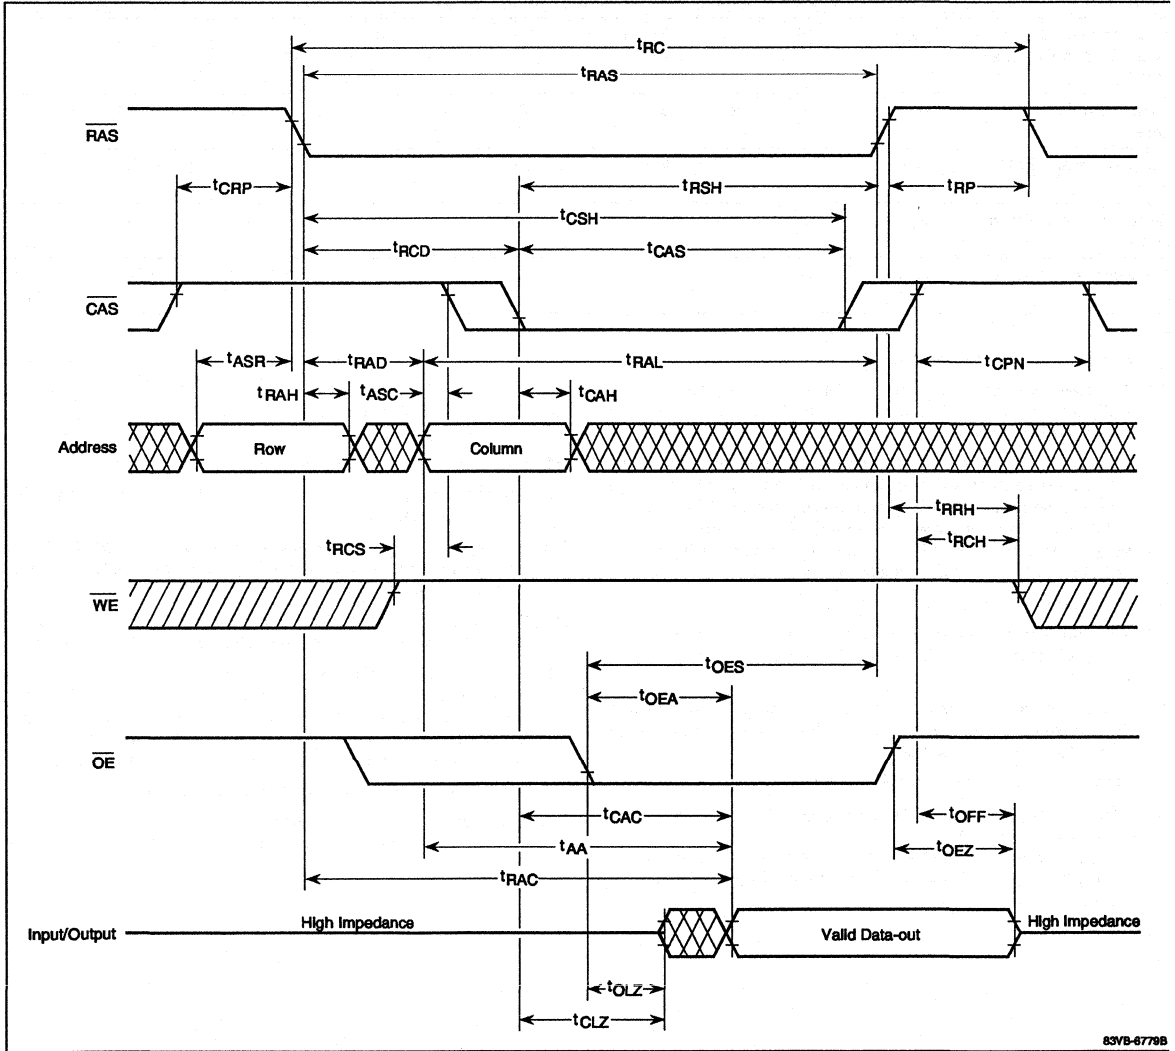 tRC
tRAS
RAS
tCRP
tRSH
tRP
tCSH
tRCD
tCAS
CAS
tASR
tRAD
tRAL
tCPN
tRAH
tASC
tCAH
Address
Row
Column
tRRH
tRCS
tRCH
WE
tOES
tOEA
OE
tCAC
tOFF
tAA
tOEZ
tRAC
High Impedance
High Impedance
Input/Output
Valid Data-out
tOLZ
tCLZ
83VB-6779B